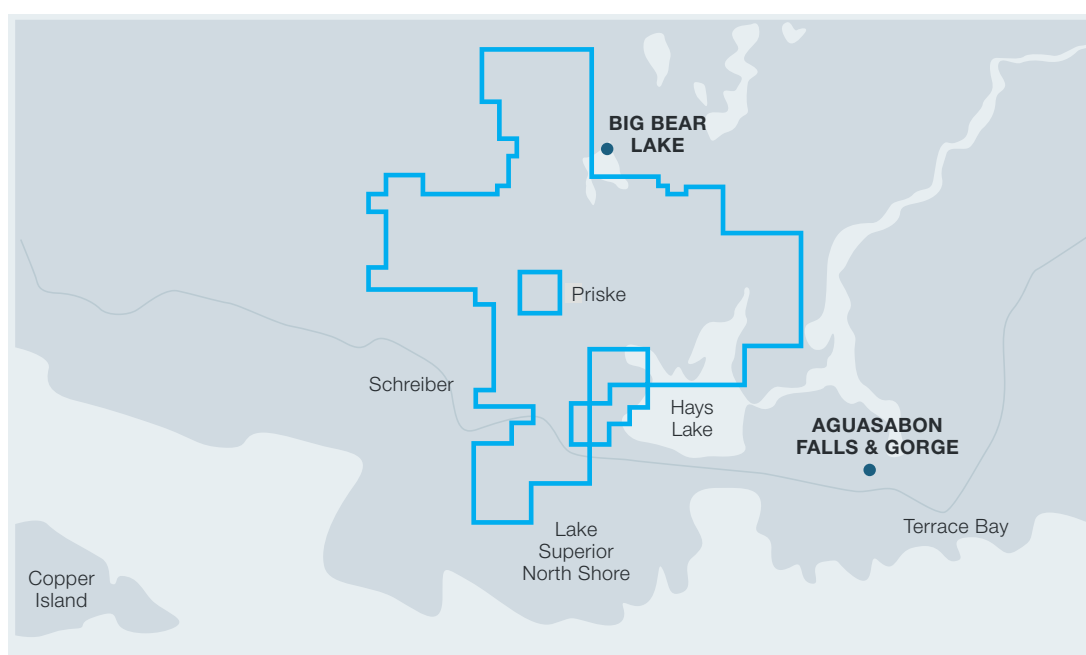 BIG BEAR
LAKE
Priske
Schreiber
Hays
Lake
AGUASABON
FALLS & GORGE
Terrace Bay
Lake
Superior
North Shore
Copper
Island